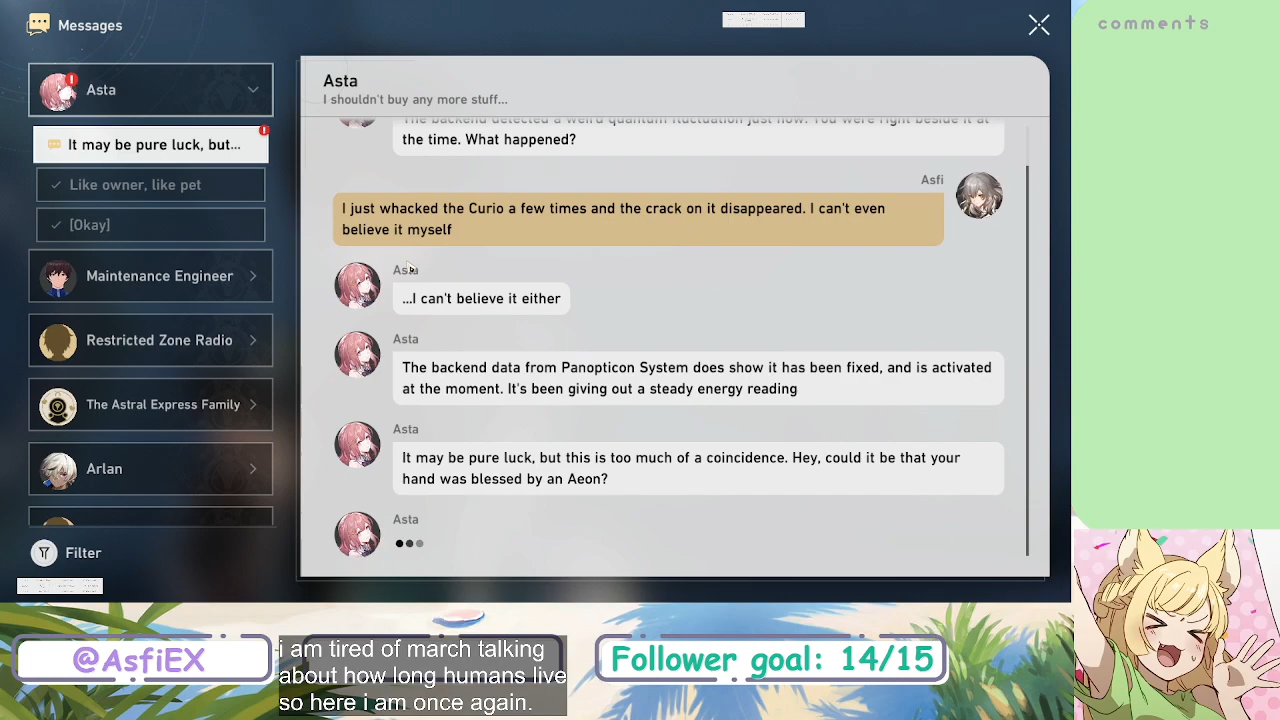 Messages
comments
Asta
It may be pure luck, but...
Like owner, like pet
[Okay]
Maintenance Engineer
Restricted Zone Radio
The Astral Express Family
Arlan
Filter
Asta
I shouldn't buy any more stuff...
The backend detected a weird quantum fluctuation just now. You were right beside it at
the time. What happened?
Asfi
I just whacked the Curio a few times and the crack on it disappeared. I can't even
believe it myself
Asta
...I can't believe it either
Asta
The backend data from Panopticon System does show it has been fixed, and is activated
at the moment. It's been giving out a steady energy reading
Asta
It may be pure luck, but this is too much of a coincidence. Hey, could it be that your
hand was blessed by an Aeon?
Asta
@AsfiEX
i am tired of march talking
about how long humans live
so here i am once again.
Follower goal: 14/15